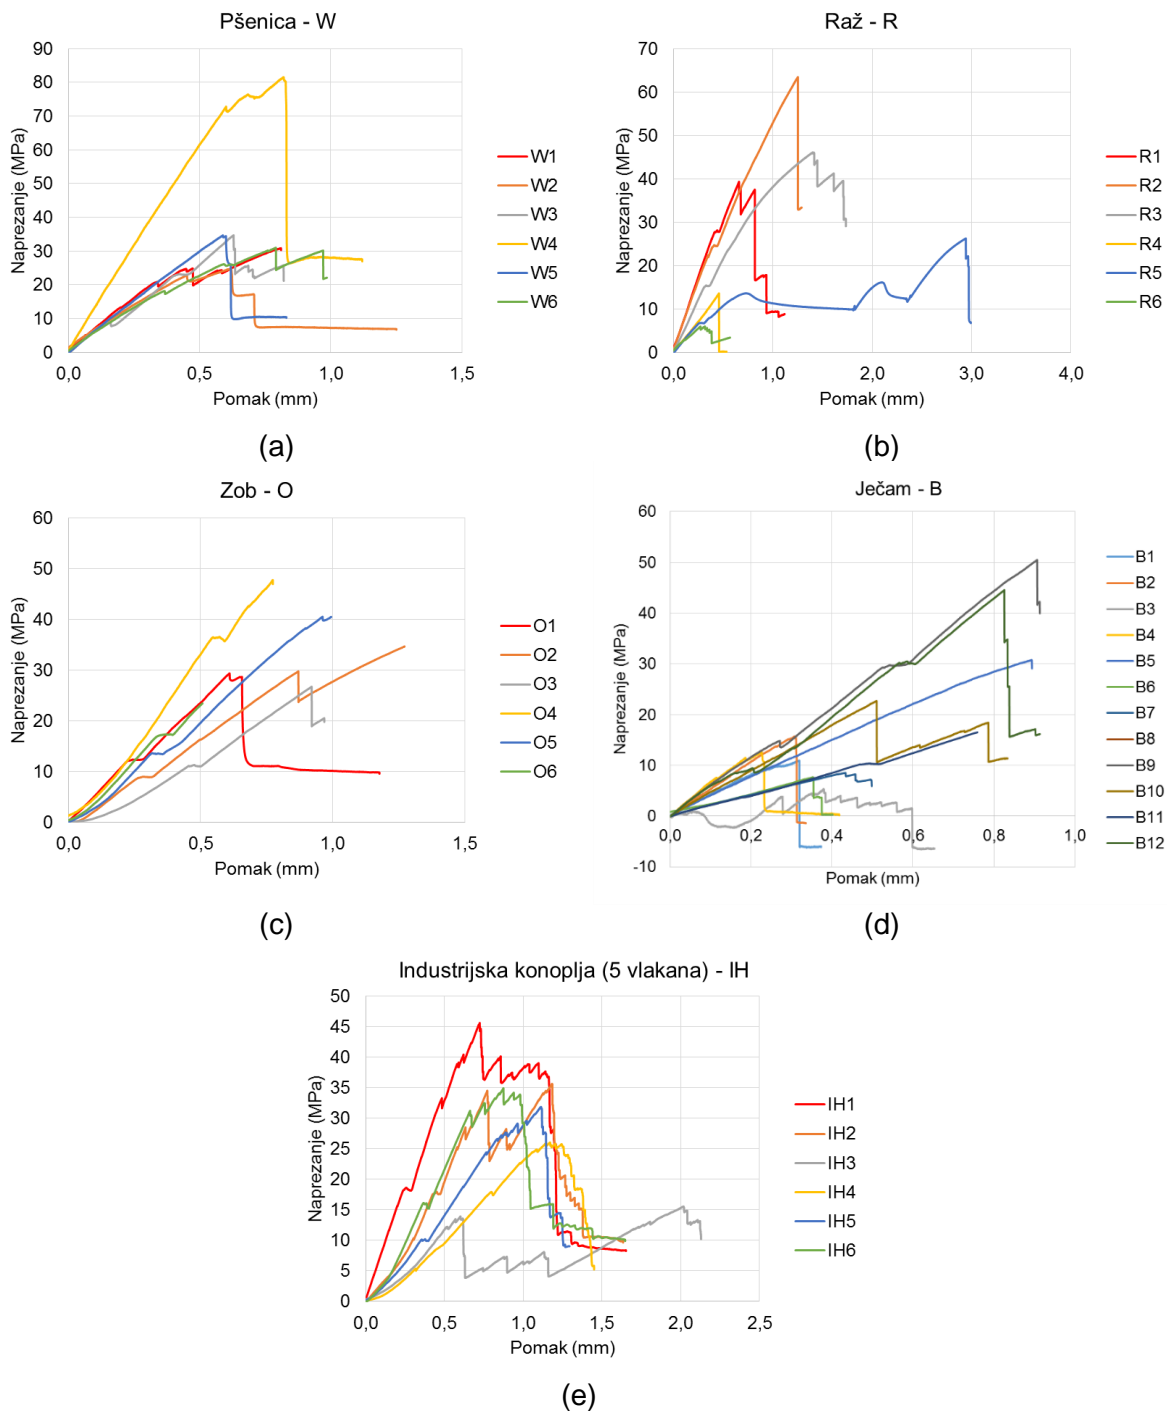 Pšenica - W
Naprezanje (MPa)
90
80
70
60
50
40
30
20
10
0
0,0 0,5 1,0 1,5
Pomak (mm)
W1
W2
W3
W4
W5
W6
(a)
Raž - R
Naprezanje (MPa)
70
60
50
40
30
20
10
0
0,0 1,0 2,0 3,0 4,0
Pomak (mm)
R1
R2
R3
R4
R5
R6
(b)
Zob - O
Naprezanje (MPa)
60
50
40
30
20
10
0
0,0 0,5 1,0 1,5
Pomak (mm)
O1
O2
O3
O4
O5
O6
(c)
Ječam - B
Naprezanje (MPa)
60
50
40
30
20
10
0
-10
0,0 0,2 0,4 0,6 0,8 1,0
Pomak (mm)
B1
B2
B3
B4
B5
B6
B7
B8
B9
B10
B11
B12
(d)
Industrijska konoplja (5 vlakana) - IH
Naprezanje (MPa)
50
45
40
35
30
25
20
15
10
5
0
0,0 0,5 1,0 1,5 2,0 2,5
Pomak (mm)
IH1
IH2
IH3
IH4
IH5
IH6
(e)